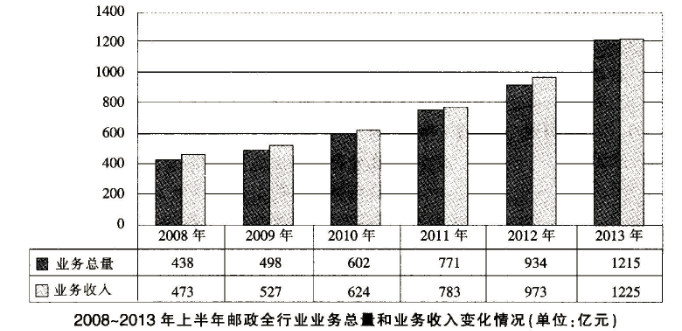 1400
1200
1000
800
600
400
200
0
2008 年 2009 年 2010 年 2011 年 2012 年 2013 年
业务总量 438 498 602 771 934 1215
业务收入 473 527 624 783 973 1225
2008~2013 年上半年邮政全行业业务总量和业务收入变化情况(单位:亿元)